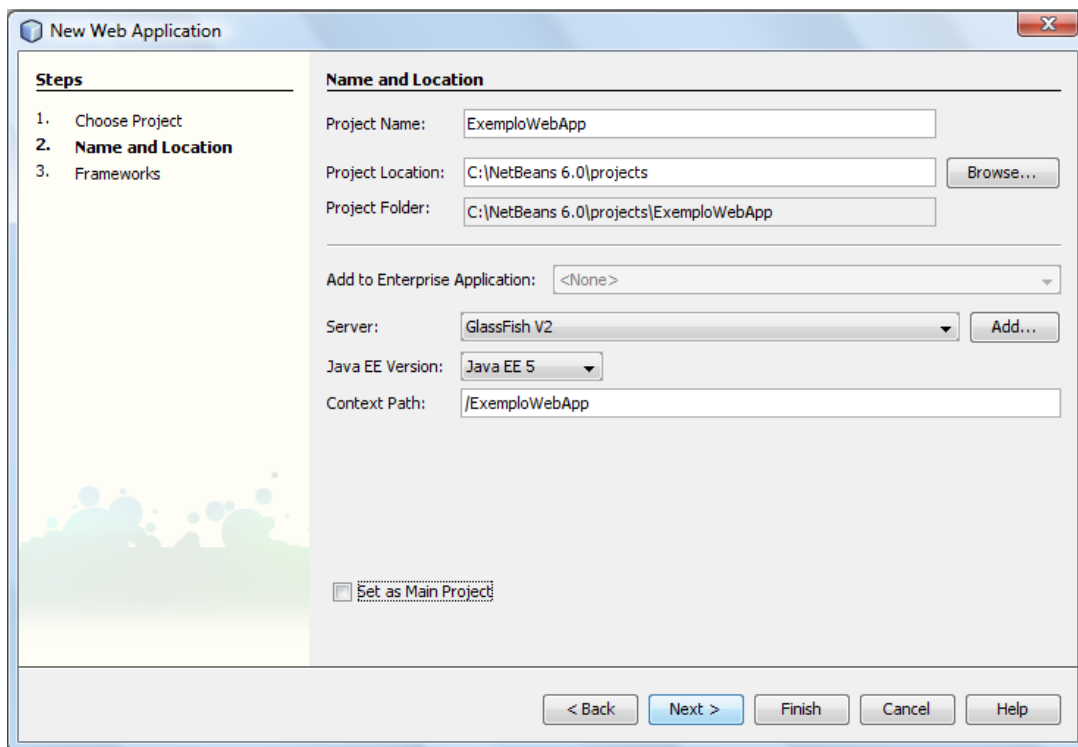 New Web Application
Steps
1. Choose Project
2. Name and Location
3. Frameworks
Name and Location
Project Name: ExemploWebApp
Project Location: C:\NetBeans 6.0\projects Browse...
Project Folder: C:\NetBeans 6.0\projects\ExemploWebApp
Add to Enterprise Application: <None>
Server: GlassFish V2 Add...
Java EE Version: Java EE 5
Context Path: /ExemploWebApp
Set as Main Project
< Back Next > Finish Cancel Help